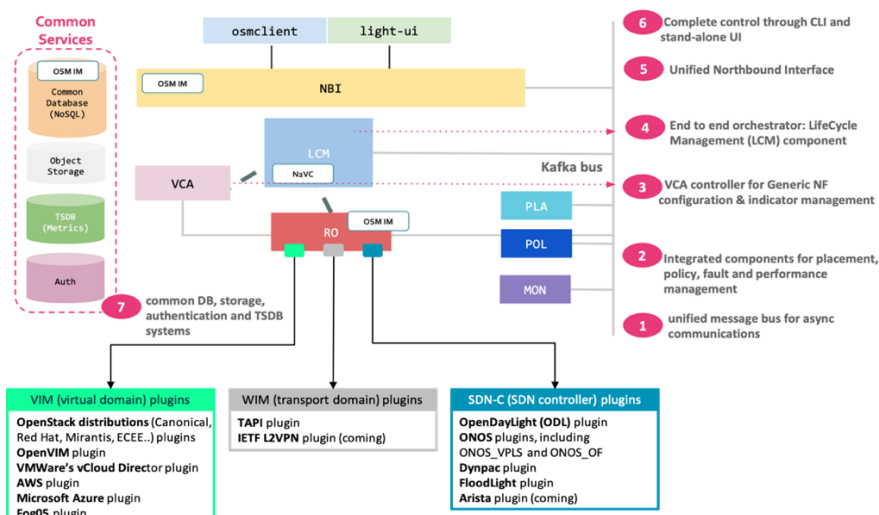 Common
Services
OSM IM
Common
Database
(NoSQL)
Object
Storage
TSDB
(Metrics)
Auth
7
common DB, storage,
authentication and TSDB
systems
osmclient
light-ui
OSM IM
NBI
LCM
N2VC
VCA
OSM IM
RO
Kafka bus
PLA
POL
MON
6
Complete control through CLI and
stand-alone UI
5
Unified Northbound Interface
4
End to end orchestrator: LifeCycle
Management (LCM) component
3
VCA controller for Generic NF
configuration & indicator management
2
Integrated components for placement,
policy, fault and performance
management
1
unified message bus for async
communications
VIM (virtual domain) plugins
OpenStack distributions (Canonical,
Red Hat, Mirantis, ECEE..) plugins
OpenVIM plugin
VMWare's vCloud Director plugin
AWS plugin
Microsoft Azure plugin
Fog05 plugin
WIM (transport domain) plugins
TAPI plugin
IETF L2VPN plugin (coming)
SDN-C (SDN controller) plugins
OpenDayLight (ODL) plugin
ONOS plugins, including
ONOS_VPLS and ONOS_OF
Dynpac plugin
FloodLight plugin
Arista plugin (coming)